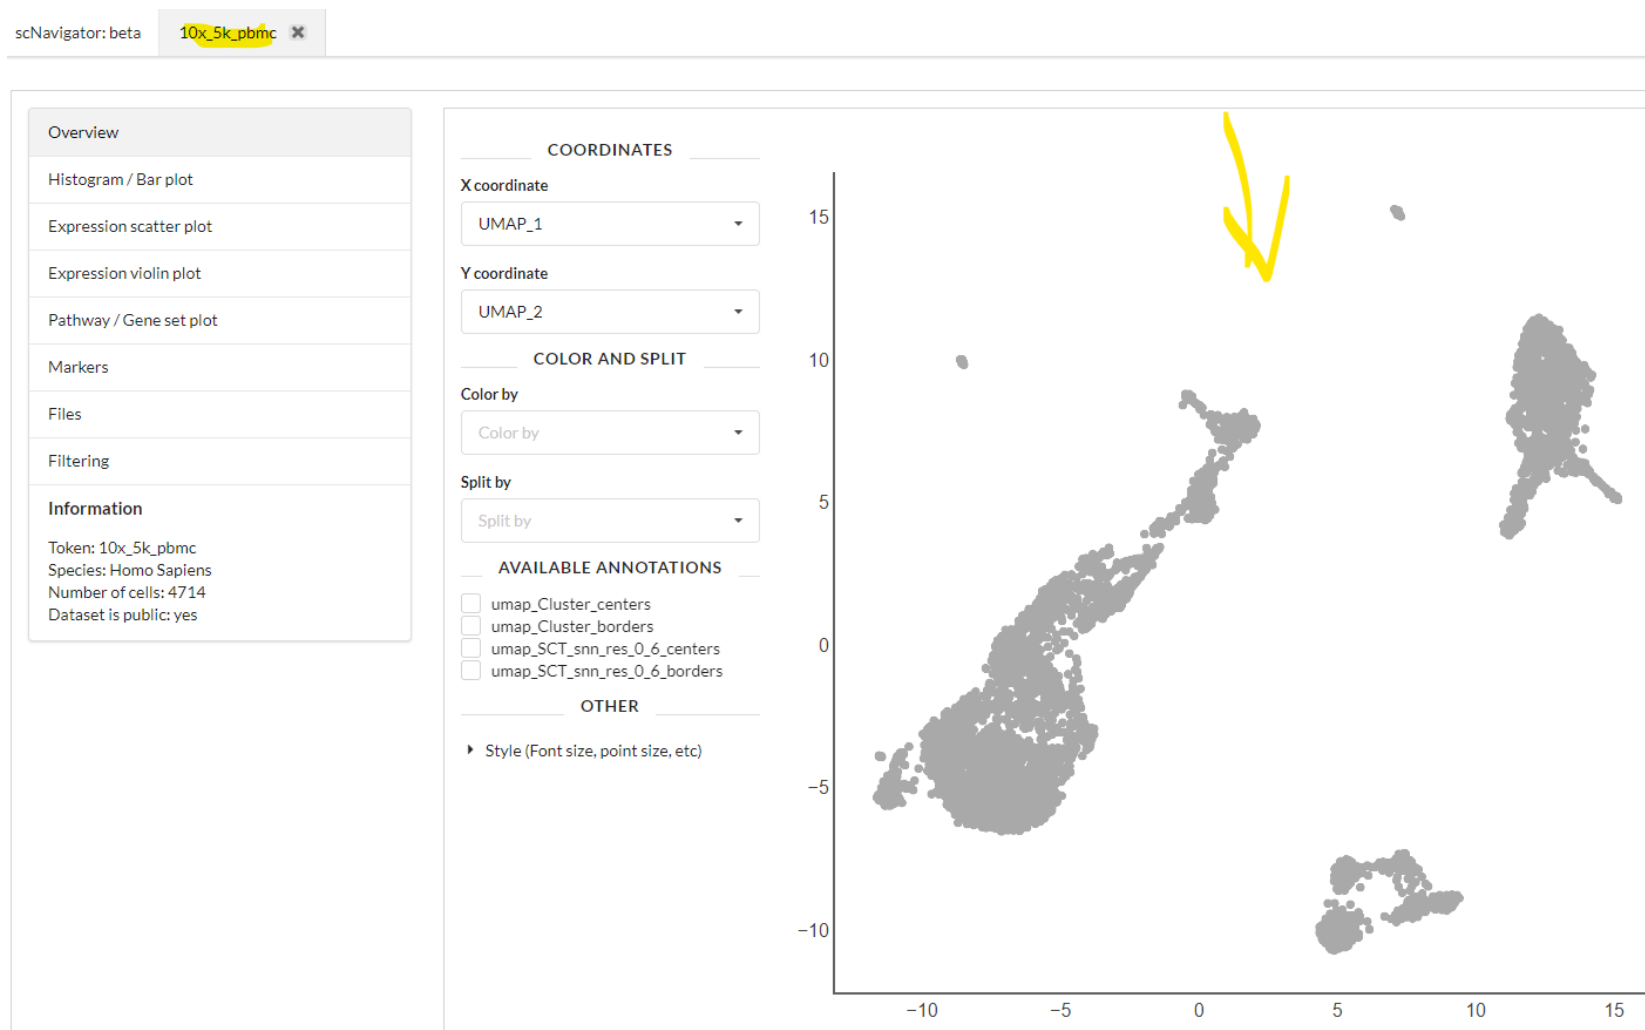 scNavigator: beta
10x_5k_pbmc
Overview
Histogram / Bar plot
Expression scatter plot
Expression violin plot
Pathway / Gene set plot
Markers
Files
Filtering
Information
Token: 10x_5k_pbmc
Species: Homo Sapiens
Number of cells: 4714
Dataset is public: yes
COORDINATES
X coordinate
UMAP_1
Y coordinate
UMAP_2
COLOR AND SPLIT
Color by
Color by
Split by
Split by
AVAILABLE ANNOTATIONS
umap_Cluster_centers
umap_Cluster_borders
umap_SCT_snn_res_0_6_centers
umap_SCT_snn_res_0_6_borders
OTHER
Style (Font size, point size, etc)
15
10
5
0
−5
−10
−10 −5 0 5 10 15